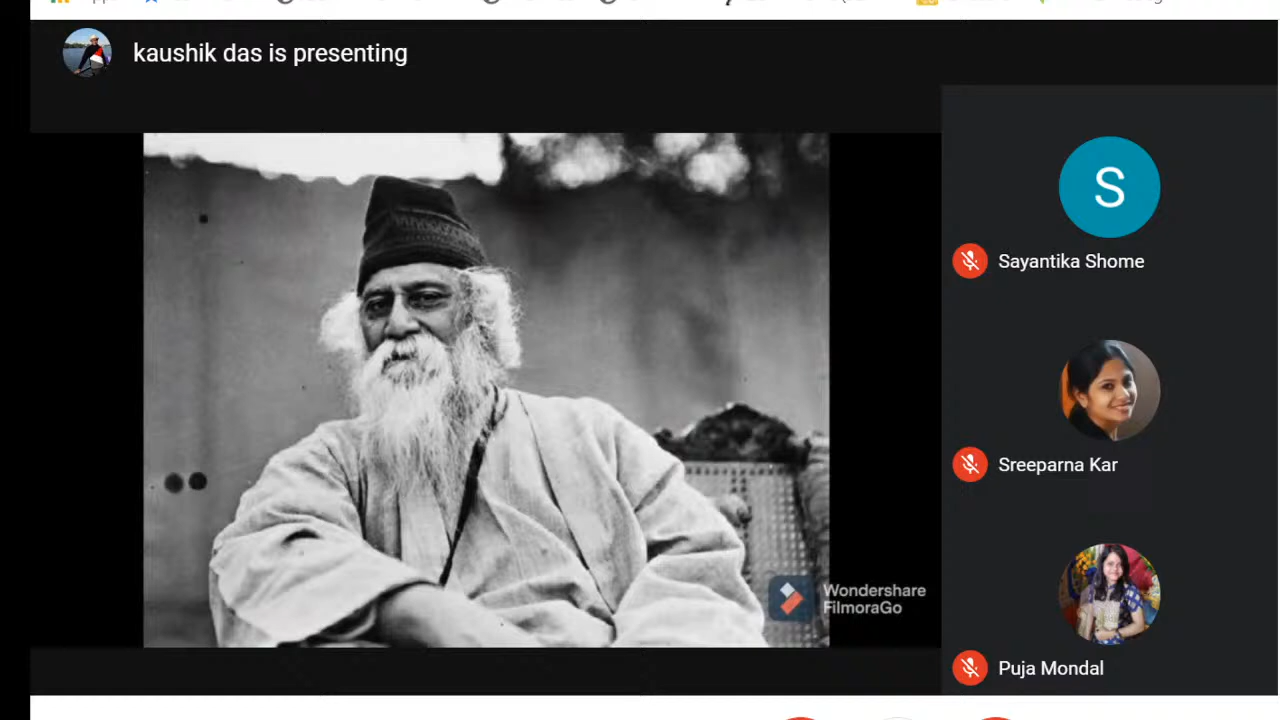 kaushik das is presenting
S
Sayantika Shome
Sreeparna Kar
Puja Mondal
Wondershare
FilmoraGo